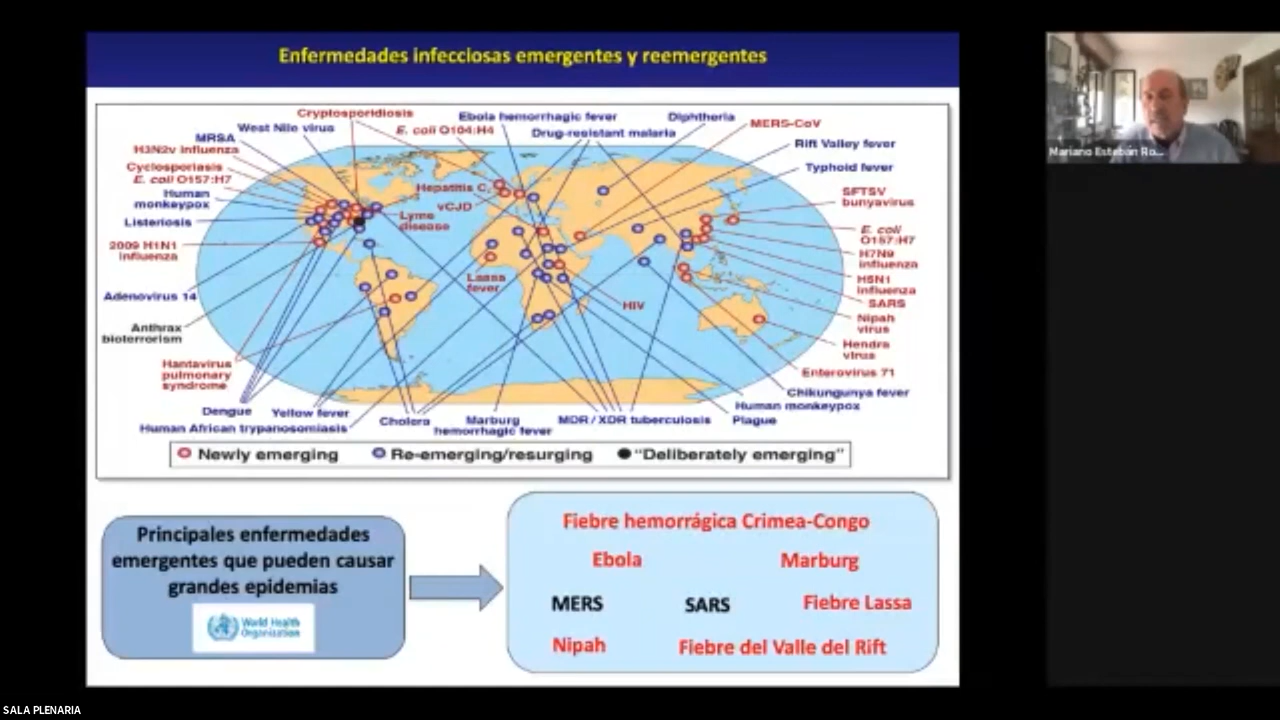 Enfermedades infecciosas emergentes y reemergentes
Cryptosporidiosis
Ebola hemorrhagic fever
Diphtheria
West Nile virus
E. coli O104:H4
Drug-resistant malaria
MERS-CoV
MRSA
H3N2v influenza
Rift Valley fever
Cyclosporiasis
E. coli O157:H7
Hepatitis C,
vCJD
Typhoid fever
Human
monkeypox
Listeriosis
Lyme
disease
SFTSV
bunyavirus
2009 H1N1
influenza
E. coli
O157:H7
H7N9
influenza
Adenovirus 14
Lassa
fever
HIV
H5N1
influenza
SARS
Anthrax
bioterrorism
Nipah
virus
Hantavirus
pulmonary
syndrome
Hendra
virus
Enterovirus 71
Dengue
Yellow fever
Human African trypanosomiasis
Cholera
Marburg
hemorrhagic fever
MDR / XDR tuberculosis
Chikungunya fever
Human monkeypox
Plague
Newly emerging
Re-emerging/resurging
"Deliberately emerging"
Principales enfermedades
emergentes que pueden causar
grandes epidemias
World Health
Organization
Fiebre hemorrágica Crimea-Congo
Ebola Marburg
MERS SARS Fiebre Lassa
Nipah Fiebre del Valle del Rift
Mariano Esteban Ro...
SALA PLENARIA